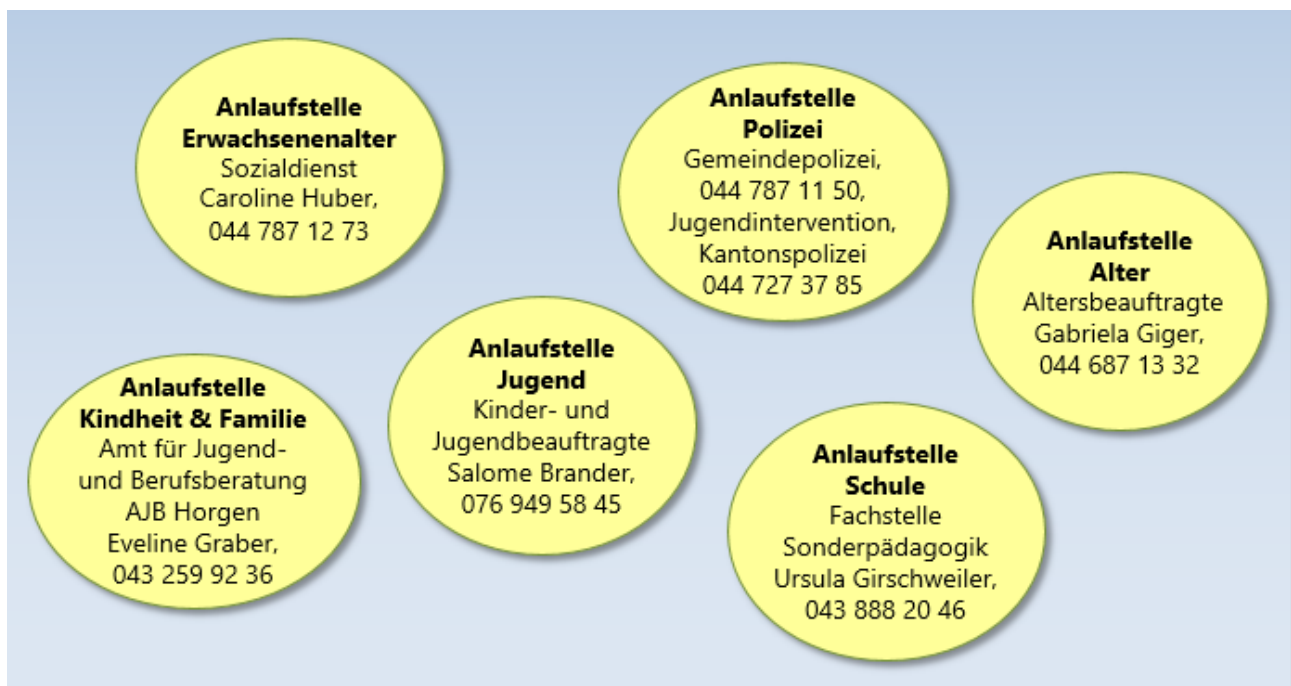 Anlaufstelle
Erwachsenenalter
Sozialdienst
Caroline Huber,
044 787 12 73
Anlaufstelle
Polizei
Gemeindepolizei,
044 787 11 50,
Jugendintervention,
Kantonspolizei
044 727 37 85
Anlaufstelle
Alter
Altersbeauftragte
Gabriela Giger,
044 687 13 32
Anlaufstelle
Kindheit & Familie
Amt für Jugend-
und Berufsberatung
AJB Horgen
Eveline Graber,
043 259 92 36
Anlaufstelle
Jugend
Kinder- und
Jugendbeauftragte
Salome Brander,
076 949 58 45
Anlaufstelle
Schule
Fachstelle
Sonderpädagogik
Ursula Girschweiler,
043 888 20 46